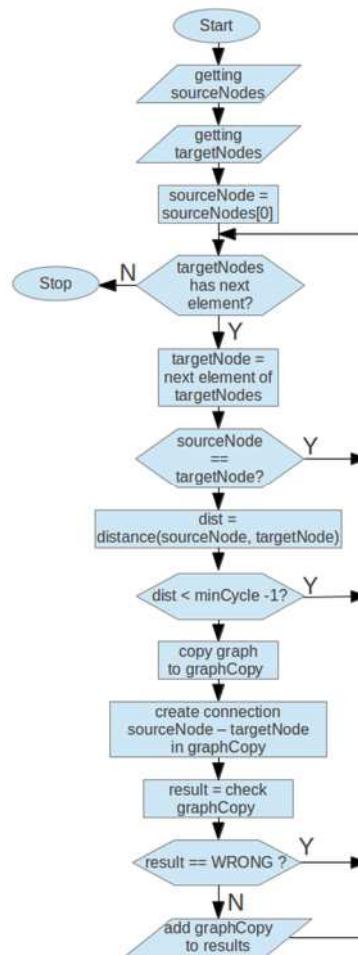 Start
getting
sourceNodes
getting
targetNodes
sourceNode =
sourceNodes[0]
targetNodes
has next
element?
N
Stop
Y
targetNode =
next element of
targetNodes
sourceNode
==
targetNode?
Y
dist =
distance(sourceNode, targetNode)
dist < minCycle -1?
Y
copy graph
to graphCopy
create connection
sourceNode – targetNode
in graphCopy
result = check
graphCopy
result == WRONG ?
Y
N
add graphCopy
to results